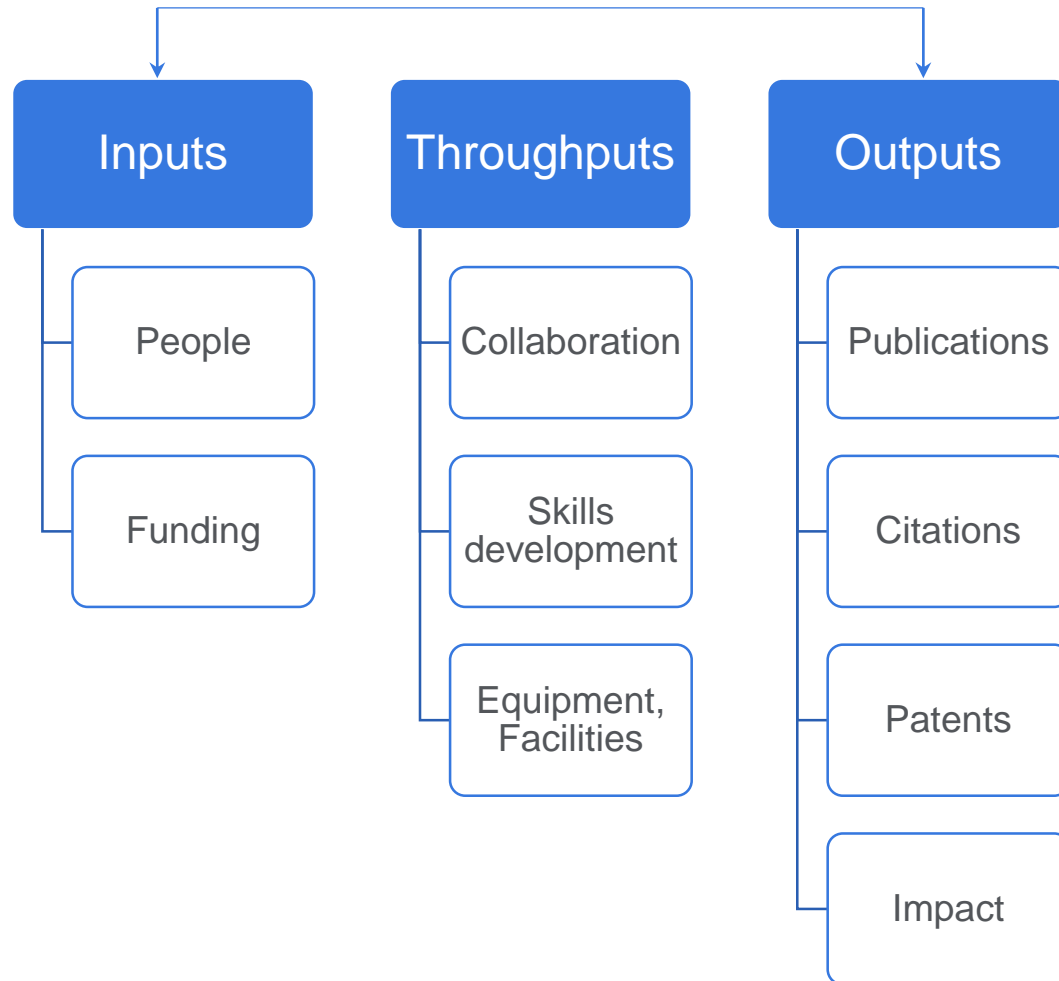 Inputs
People
Funding
Throughputs
Collaboration
Skills
development
Equipment,
Facilities
Outputs
Publications
Citations
Patents
Impact